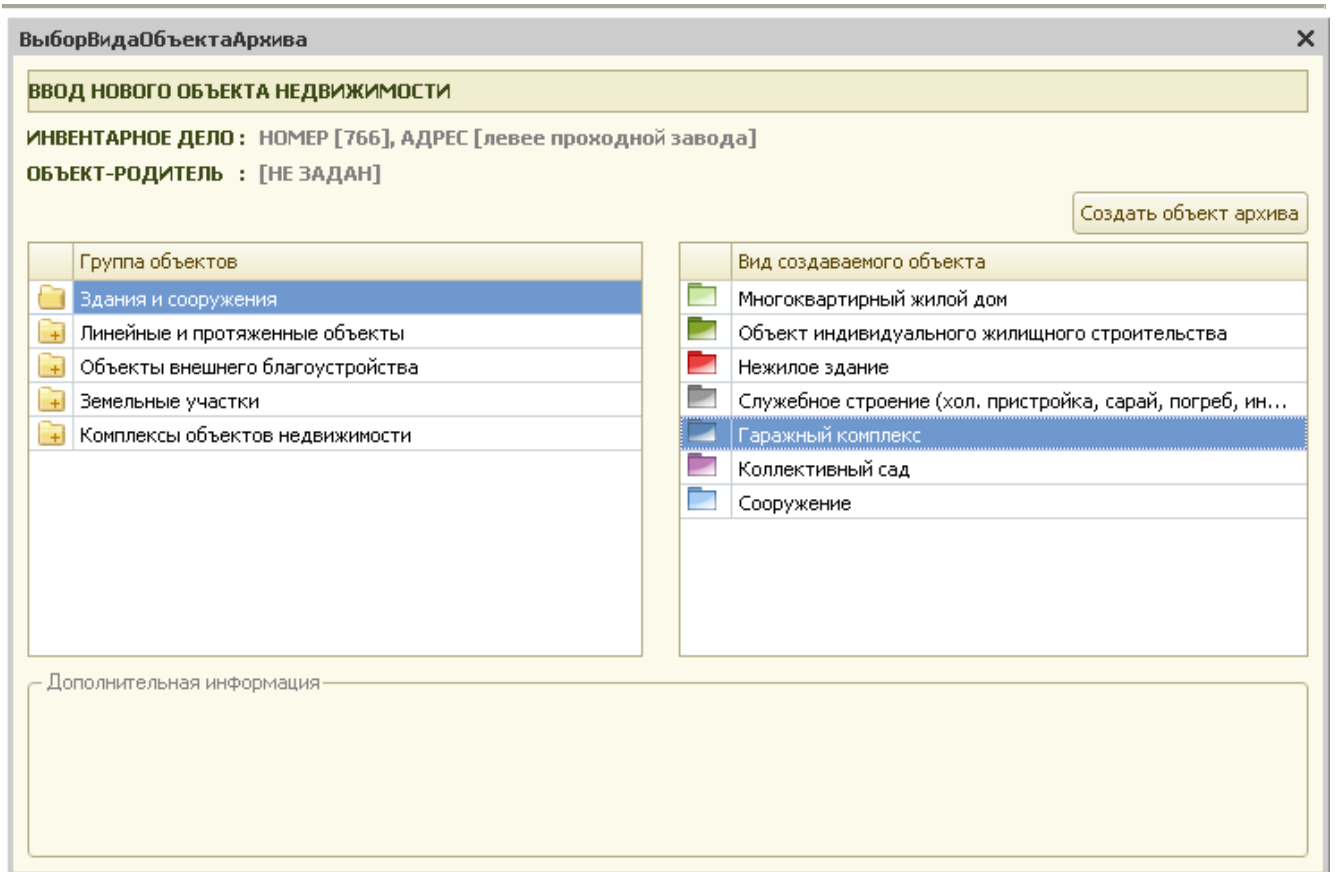 ВыборВидаОбъектаАрхива
ВВОД НОВОГО ОБЪЕКТА НЕДВИЖИМОСТИ
ИНВЕНТАРНОЕ ДЕЛО : НОМЕР [766], АДРЕС [левее проходной завода]
ОБЪЕКТ-РОДИТЕЛЬ : [НЕ ЗАДАН]
Создать объект архива
Группа объектов
Здания и сооружения
Линейные и протяженные объекты
Объекты внешнего благоустройства
Земельные участки
Комплексы объектов недвижимости
Вид создаваемого объекта
Многоквартирный жилой дом
Объект индивидуального жилищного строительства
Нежилое здание
Служебное строение (хол. пристройка, сарай, погреб, ин...
Гаражный комплекс
Коллективный сад
Сооружение
Дополнительная информация